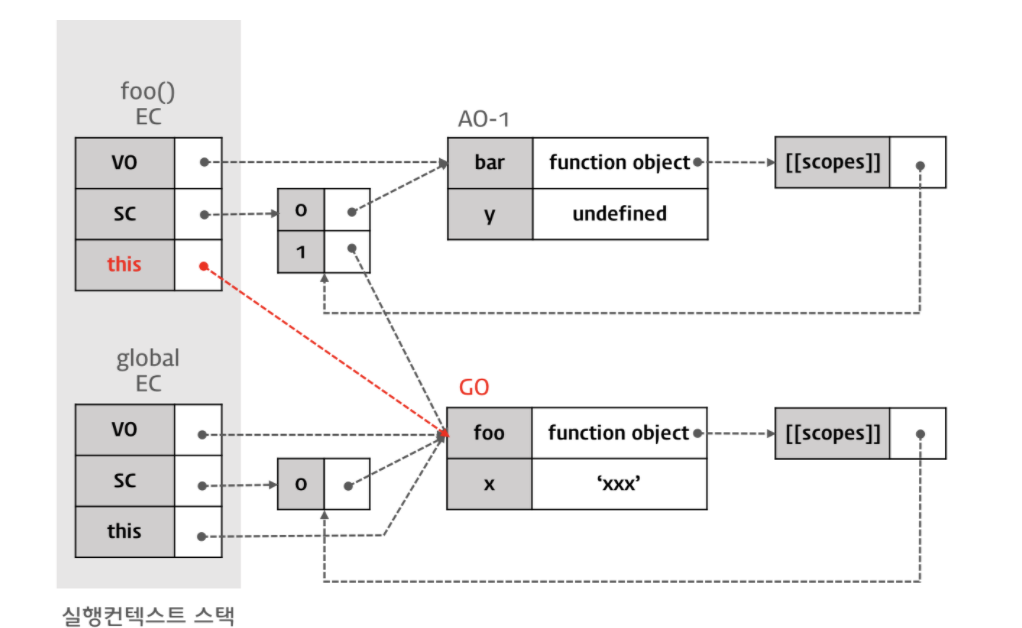 foo()
EC
VO
SC
this
0
1
AO-1
bar function object
y undefined
[[scopes]]
global
EC
VO
SC
this
0
GO
foo function object
x ‘xxx’
[[scopes]]
실행컨텍스트 스택